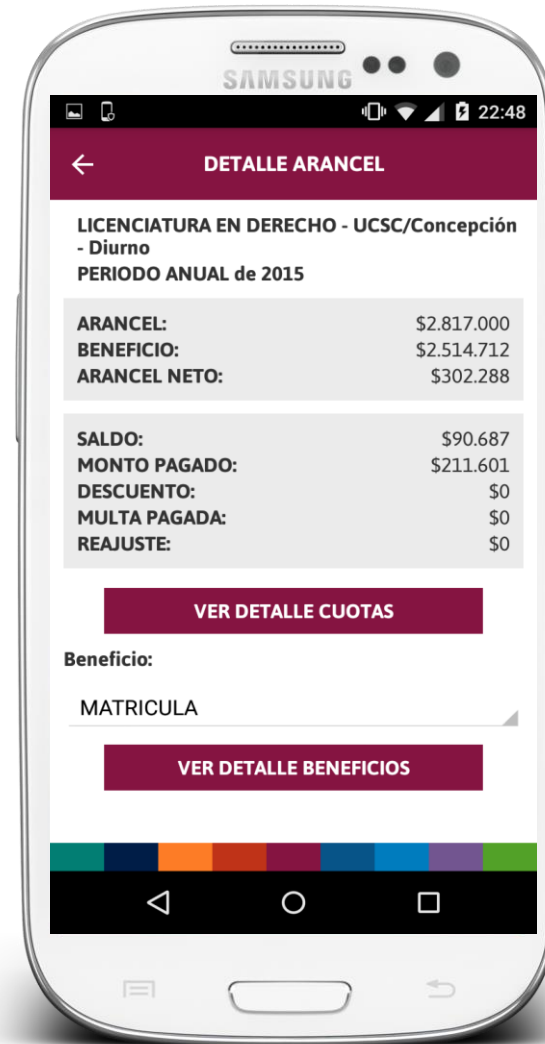 SAMSUNG
22:48
DETALLE ARANCEL
LICENCIATURA EN DERECHO - UCSC/Concepción
- Diurno
PERIODO ANUAL de 2015
ARANCEL: $2.817.000
BENEFICIO: $2.514.712
ARANCEL NETO: $302.288
SALDO: $90.687
MONTO PAGADO: $211.601
DESCUENTO: $0
MULTA PAGADA: $0
REAJUSTE: $0
VER DETALLE CUOTAS
Beneficio:
MATRICULA
VER DETALLE BENEFICIOS